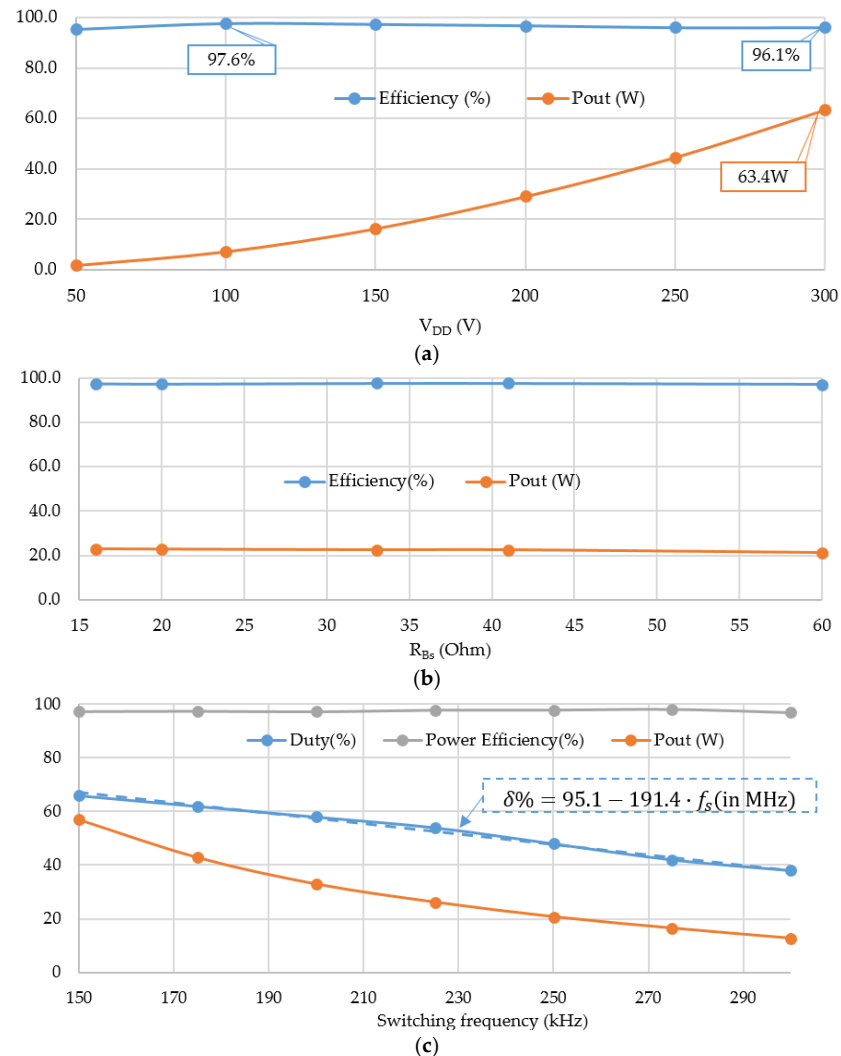 100.0
97.6%
96.1%
80.0
Efficiency (%) Pout (W)
60.0
40.0
63.4W
20.0
0.0
50 100 150 200 250 300
V_DD (V)
(a)
100.0
80.0
60.0
Efficiency(%) Pout (W)
40.0
20.0
0.0
15 20 25 30 35 40 45 50 55 60
R_Bs (Ohm)
(b)
100
Duty(%) Power Efficiency(%) Pout (W)
80
δ% = 95.1 − 191.4 · f_s(in MHz)
60
40
20
0
150 170 190 210 230 250 270 290
Switching frequency (kHz)
(c)